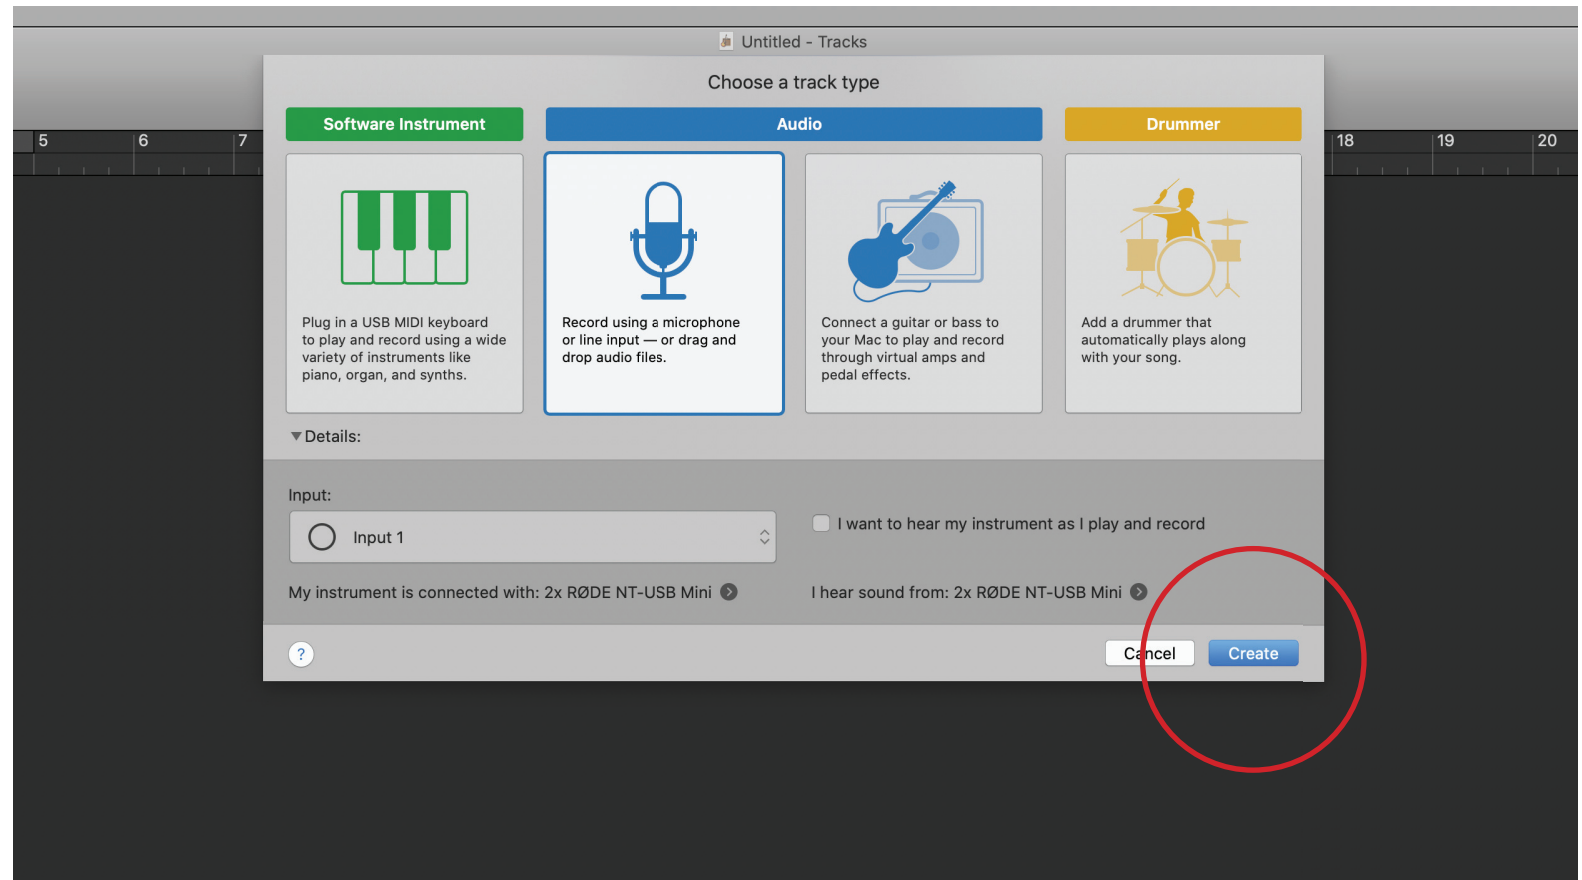 Untitled - Tracks
Choose a track type
Software Instrument
Audio
Drummer
5
6
7
18
19
20
Plug in a USB MIDI keyboard
to play and record using a wide
variety of instruments like
piano, organ, and synths.
Record using a microphone
or line input — or drag and
drop audio files.
Connect a guitar or bass to
your Mac to play and record
through virtual amps and
pedal effects.
Add a drummer that
automatically plays along
with your song.
Details:
Input:
Input 1
I want to hear my instrument as I play and record
My instrument is connected with: 2x RØDE NT-USB Mini
I hear sound from: 2x RØDE NT-USB Mini
?
Cancel
Create